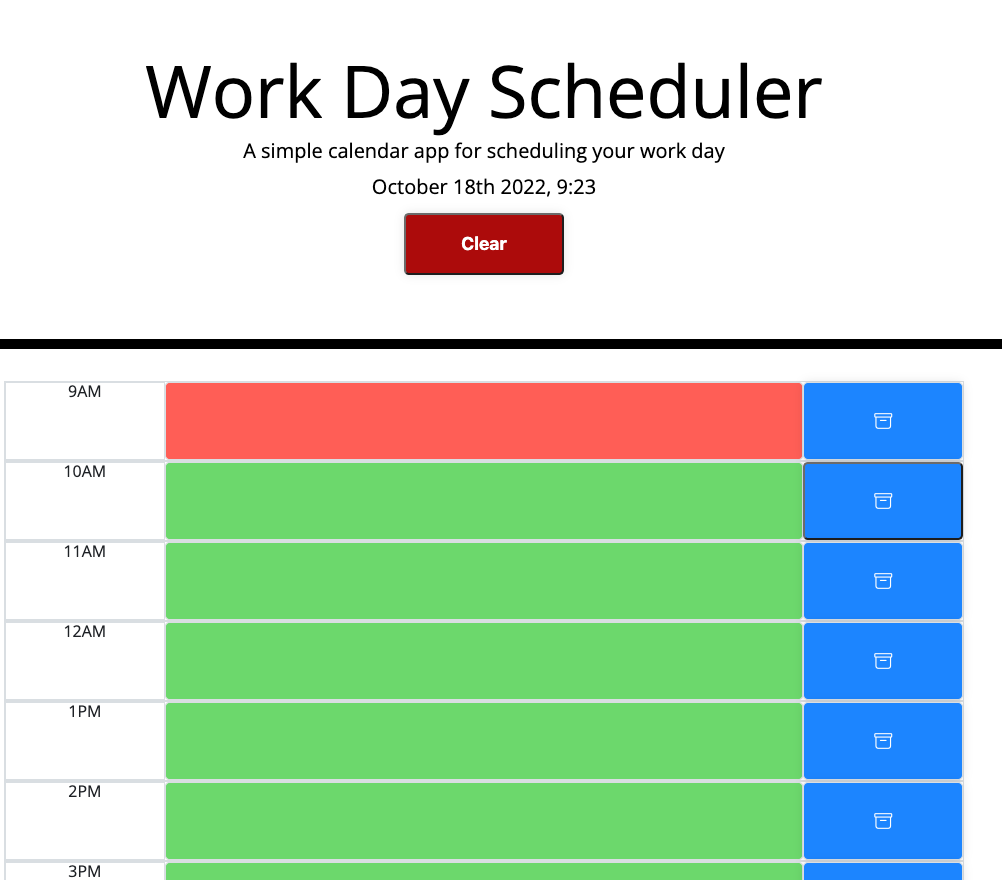 Work Day Scheduler
A simple calendar app for scheduling your work day
October 18th 2022, 9:23
Clear
9AM
10AM
11AM
12AM
1PM
2PM
3PM